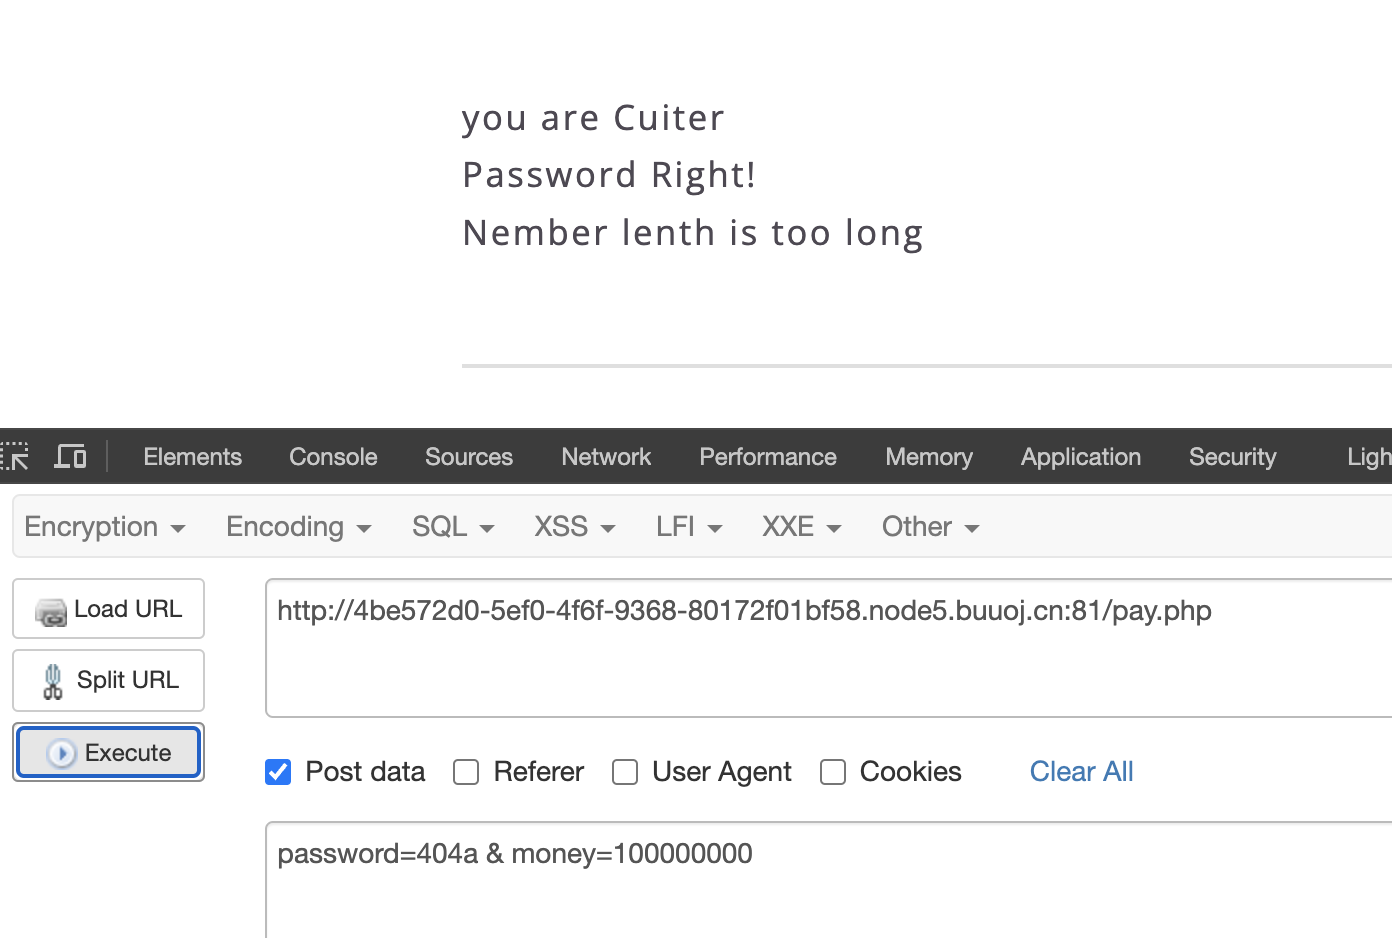 you are Cuiter
Password Right!
Nember lenth is too long
Elements Console Sources Network Performance Memory Application Security Ligh
Encryption Encoding SQL XSS LFI XXE Other
Load URL
http://4be572d0-5ef0-4f6f-9368-80172f01bf58.node5.buuoj.cn:81/pay.php
Split URL
Execute
Post data Referer User Agent Cookies Clear All
password=404a & money=100000000